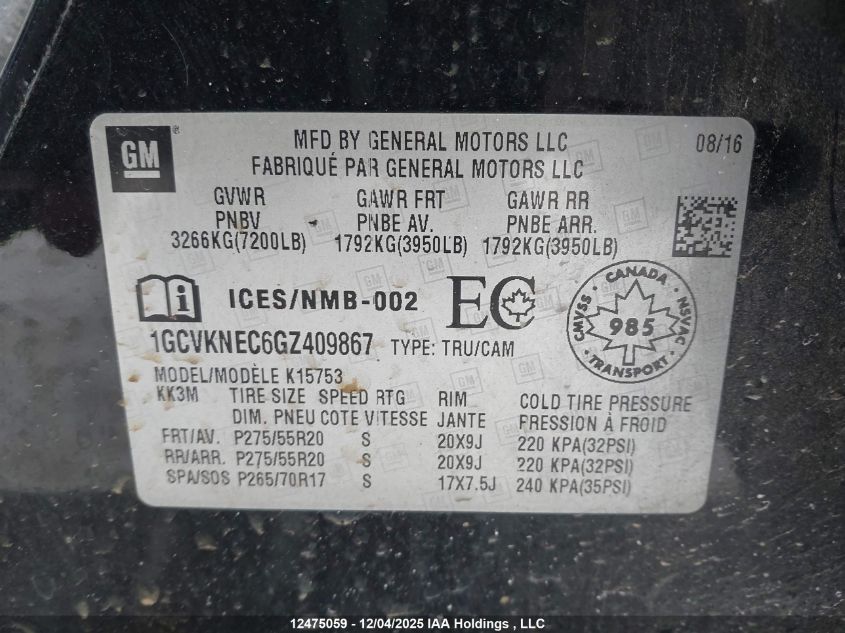 GM
MFD BY GENERAL MOTORS LLC
FABRIQUÉ PAR GENERAL MOTORS LLC
08/16
GVWR GAWR FRT GAWR RR
PNBV PNBE AV. PNBE ARR.
3266KG(7200LB) 1792KG(3950LB) 1792KG(3950LB)
ICES/NMB-002 EC
CANADA
CMVSS 985 NSVAC
1GCVKNEC6GZ409867 TYPE: TRU/CAM
MODEL/MODÈLE K15753
KK3M TIRE SIZE SPEED RTG RIM COLD TIRE PRESSURE
DIM. PNEU COTE VITESSE JANTE PRESSION À FROID
FRT/AV. P275/55R20 S 20X9J 220 KPA(32PSI)
RR/ARR. P275/55R20 S 20X9J 220 KPA(32PSI)
SPA/SOS P265/70R17 S 17X7.5J 240 KPA(35PSI)
12475059 - 12/04/2025 IAA Holdings , LLC